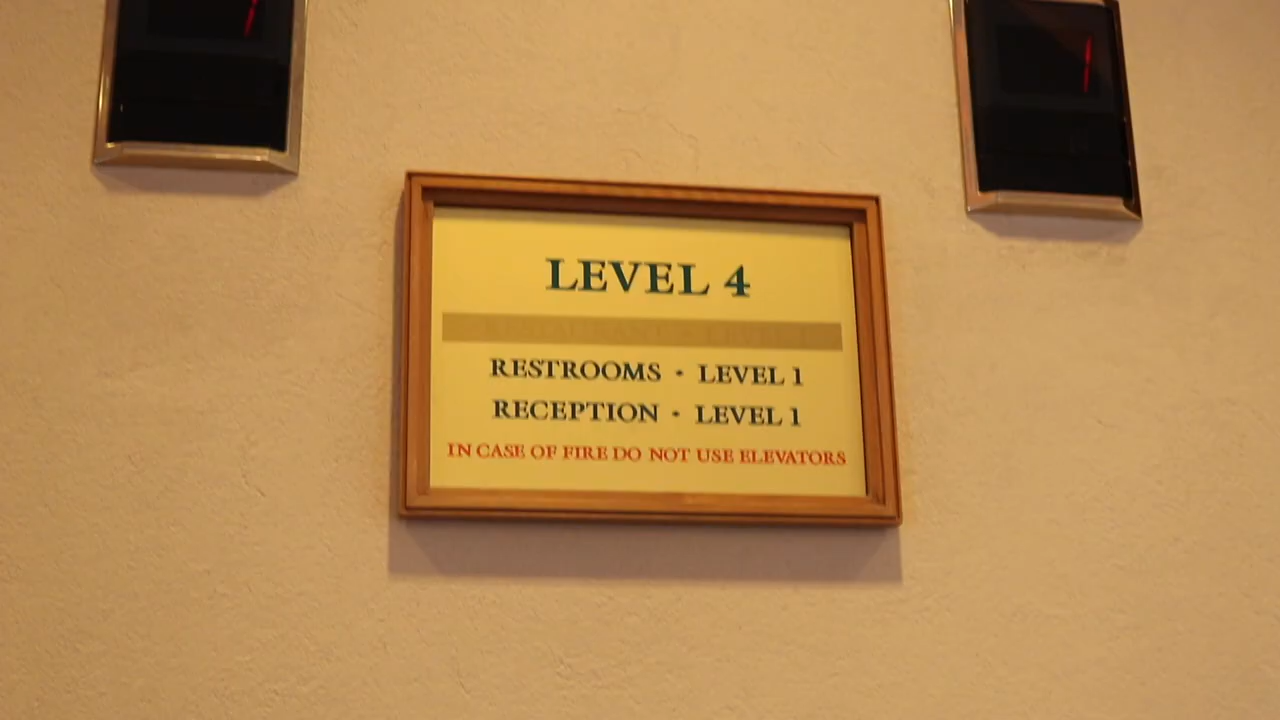 LEVEL 4
RESTROOMS • LEVEL 1
RECEPTION • LEVEL 1
IN CASE OF FIRE DO NOT USE ELEVATORS